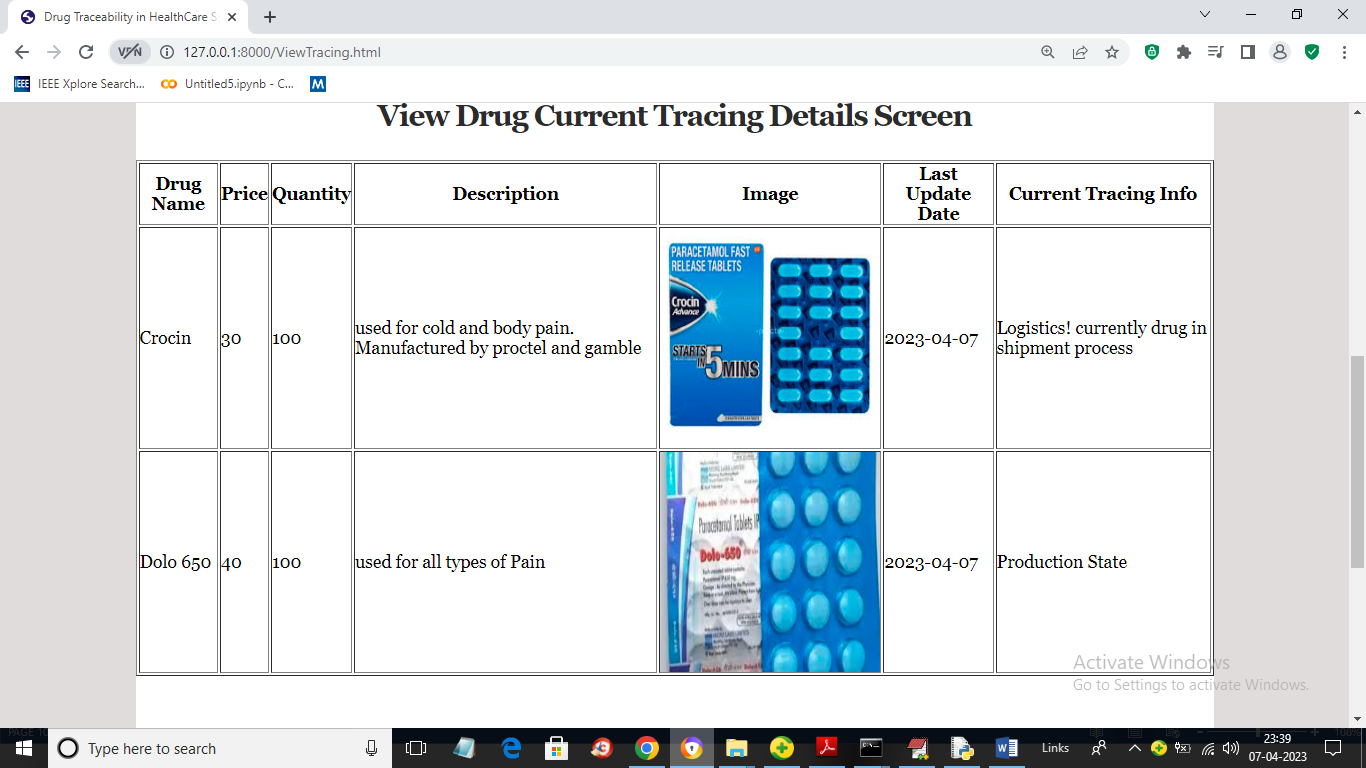 Drug Traceability in HealthCare S
127.0.0.1:8000/ViewTracing.html
IEEE Xplore Search...
Untitled5.ipynb - C...
M
View Drug Current Tracing Details Screen
Drug Name Price Quantity Description Image Last Update Date Current Tracing Info
Crocin 30 100 used for cold and body pain.
Manufactured by proctel and gamble
PARACETAMOL FAST
RELEASE TABLETS
Crocin
Advance
STARTS
IN 5 MINS
2023-04-07 Logistics! currently drug in
shipment process
Dolo 650 40 100 used for all types of Pain
Paracetamol Tablets IP
Dolo-650
2023-04-07 Production State
Activate Windows
Go to Settings to activate Windows.
Type here to search
Links
23:39
07-04-2023